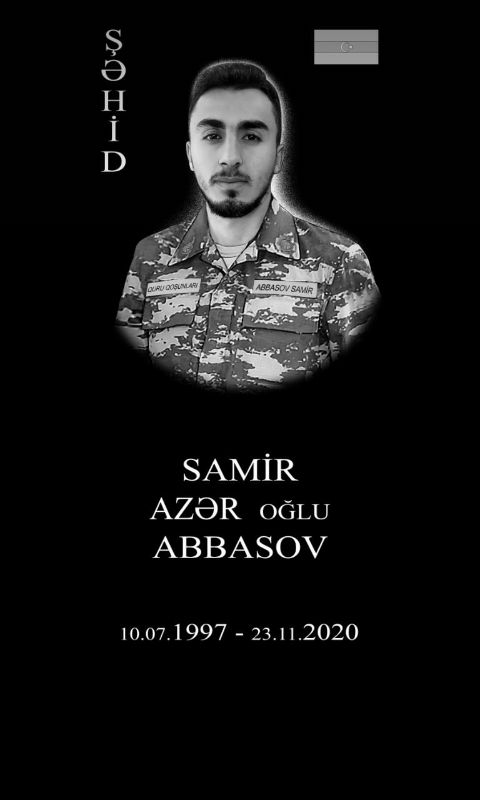 ŞƏHİD
QURU QOŞUNLARI
ABBASOV SAMİR
SAMİR
AZƏR OĞLU
ABBASOV
10.07.1997 - 23.11.2020